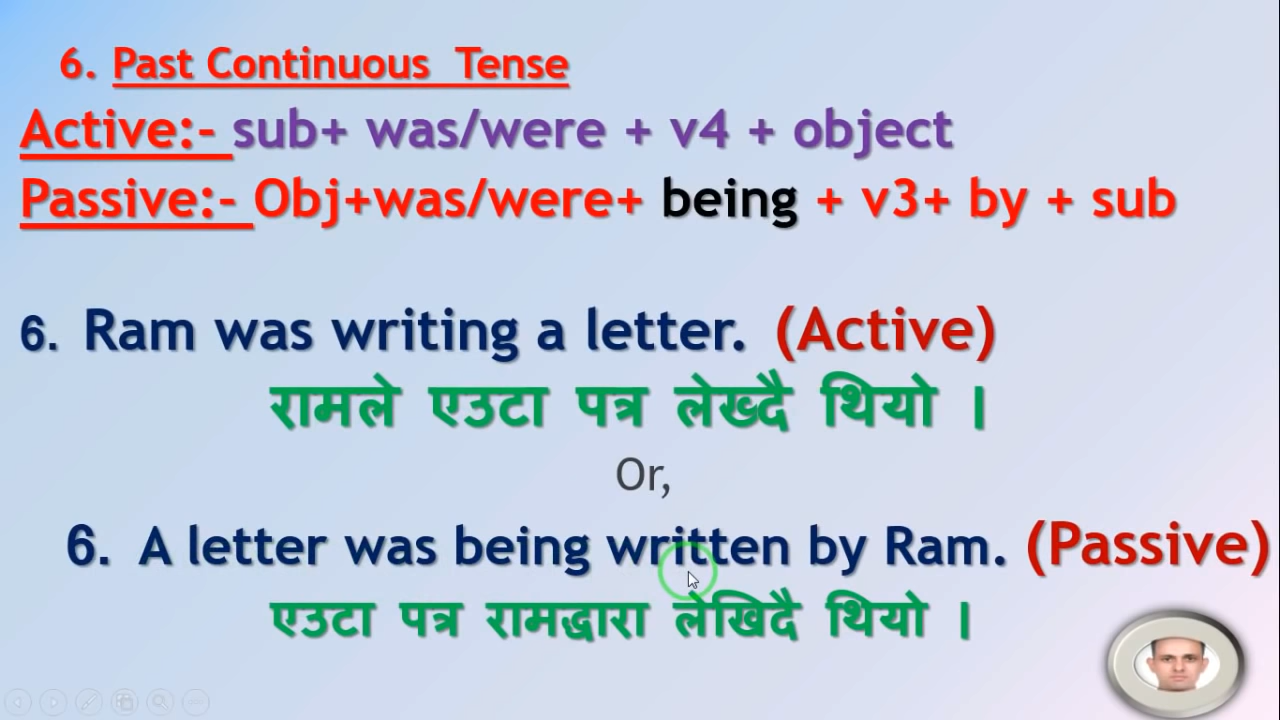 6. Past Continuous Tense
Active:- sub+ was/were + v4 + object
Passive:- Obj+was/were+ being + v3+ by + sub
6. Ram was writing a letter. (Active)
रामले एउटा पत्र लेख्दै थियो ।
Or,
6. A letter was being written by Ram. (Passive)
एउटा पत्र रामद्धारा लेखिदै थियो ।